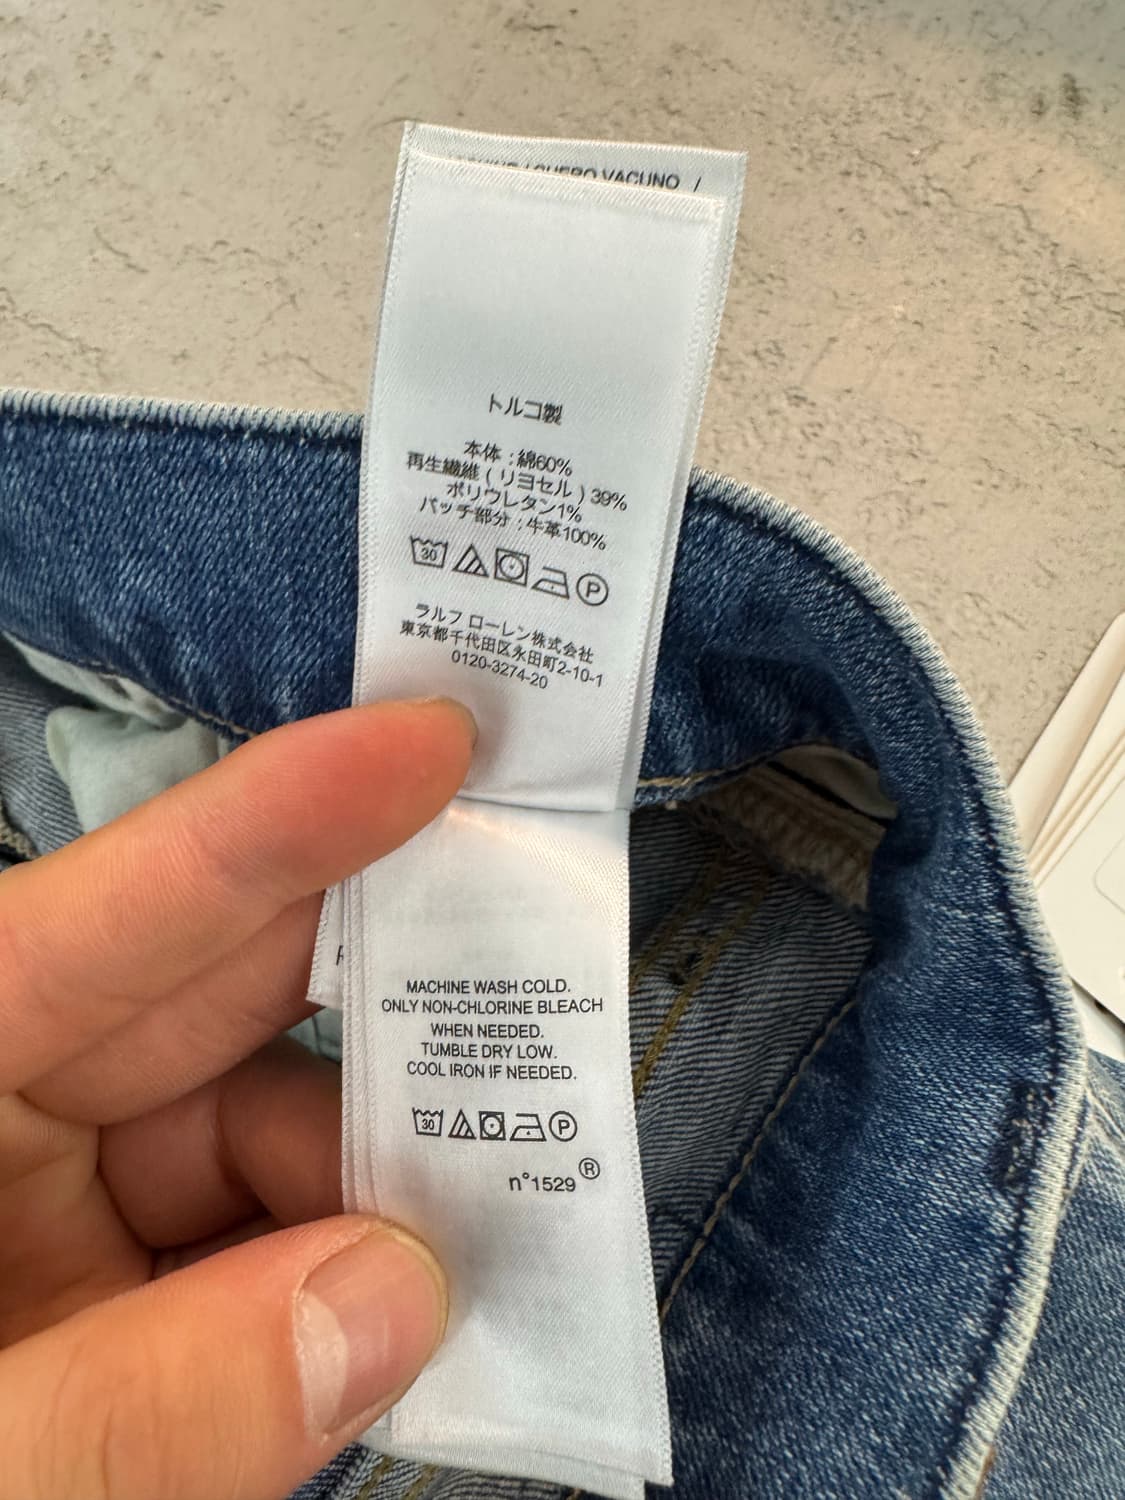 CUERO VACUNO /
トルコ製
本体 : 綿60%
再生繊維 ( リヨセル ) 39%
ポリウレタン1%
パッチ部分 : 牛革100%
30 P
ラルフ ローレン株式会社
東京都千代田区永田町2-10-1
0120-3274-20
MACHINE WASH COLD.
ONLY NON-CHLORINE BLEACH
WHEN NEEDED.
TUMBLE DRY LOW.
COOL IRON IF NEEDED.
30 P
n°1529®